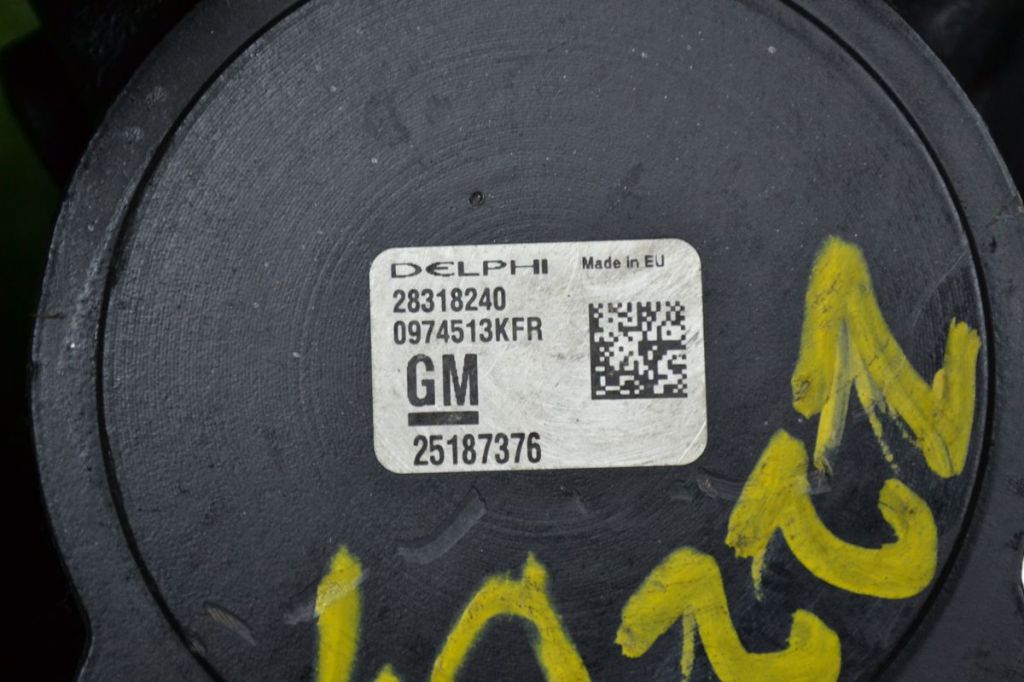 DELPHI Made in EU
28318240
0974513KFR
GM
25187376